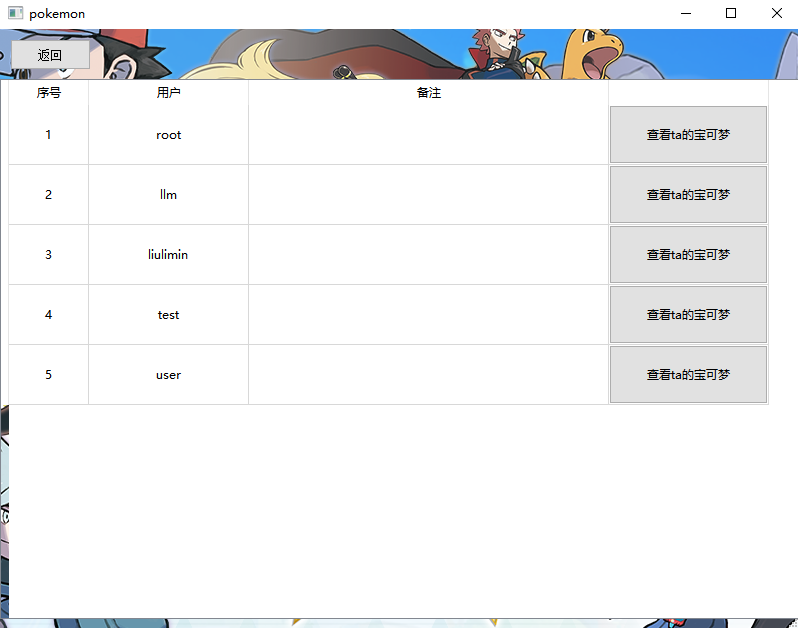 pokemon
返回
序号 用户 备注
1 root 查看ta的宝可梦
2 llm 查看ta的宝可梦
3 liulimin 查看ta的宝可梦
4 test 查看ta的宝可梦
5 user 查看ta的宝可梦